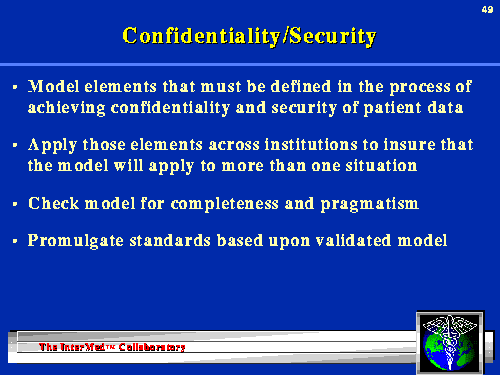 49
Confidentiality/Security
• Model elements that must be defined in the process of
achieving confidentiality and security of patient data
• Apply those elements across institutions to insure that
the model will apply to more than one situation
• Check model for completeness and pragmatism
• Promulgate standards based upon validated model
The InterMed™ Collaboratory